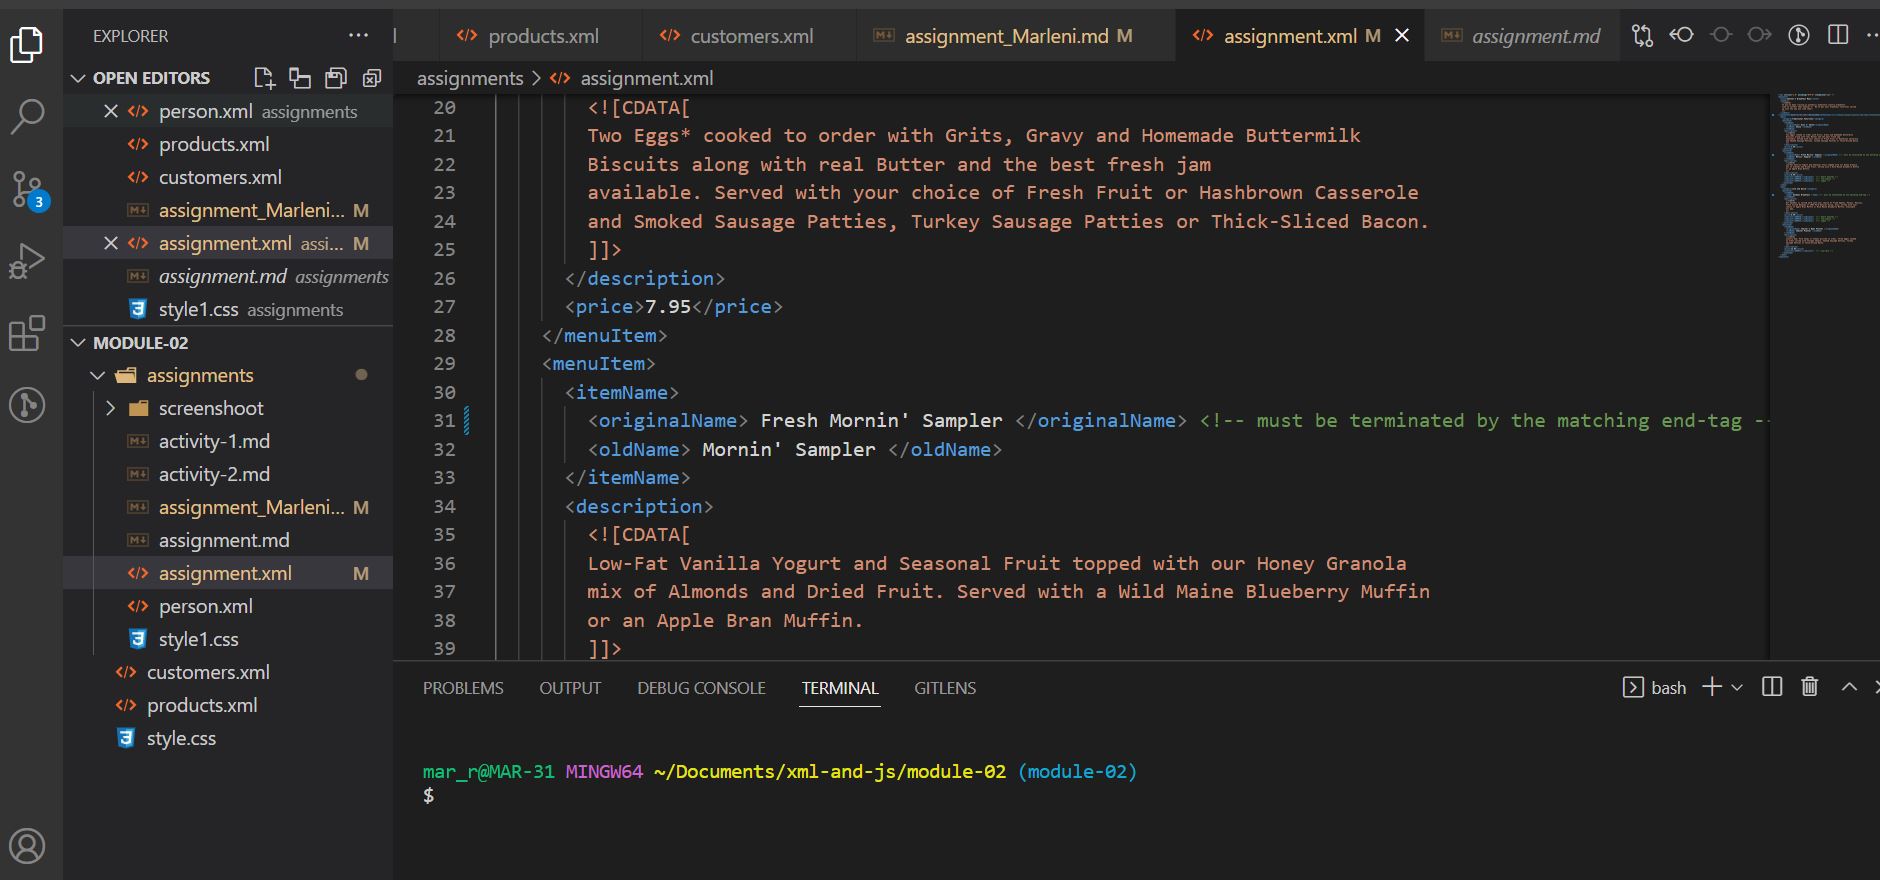 EXPLORER
products.xml
customers.xml
assignment_Marleni.md M
assignment.xml M
assignment.md
OPEN EDITORS
person.xml assignments
products.xml
customers.xml
assignment_Marleni... M
assignment.xml assi... M
assignment.md assignments
style1.css assignments
MODULE-02
assignments
screenshoot
activity-1.md
activity-2.md
assignment_Marleni... M
assignment.md
assignment.xml M
person.xml
style1.css
customers.xml
products.xml
style.css
3
assignments > assignment.xml
20 <![CDATA[
21 Two Eggs* cooked to order with Grits, Gravy and Homemade Buttermilk
22 Biscuits along with real Butter and the best fresh jam
23 available. Served with your choice of Fresh Fruit or Hashbrown Casserole
24 and Smoked Sausage Patties, Turkey Sausage Patties or Thick-Sliced Bacon.
25 ]]>
26 </description>
27 <price>7.95</price>
28 </menuItem>
29 <menuItem>
30 <itemName>
31 <originalName> Fresh Mornin' Sampler </originalName> <!-- must be terminated by the matching end-tag --
32 <oldName> Mornin' Sampler </oldName>
33 </itemName>
34 <description>
35 <![CDATA[
36 Low-Fat Vanilla Yogurt and Seasonal Fruit topped with our Honey Granola
37 mix of Almonds and Dried Fruit. Served with a Wild Maine Blueberry Muffin
38 or an Apple Bran Muffin.
39 ]]>
PROBLEMS OUTPUT DEBUG CONSOLE TERMINAL GITLENS
bash
mar_r@MAR-31 MINGW64 ~/Documents/xml-and-js/module-02 (module-02)
$